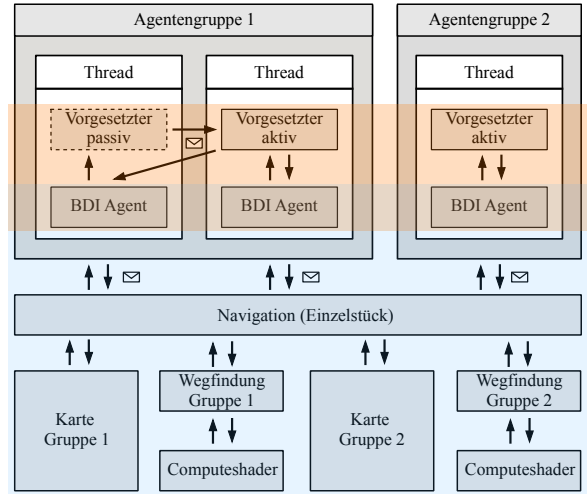 Agentengruppe 1
Agentengruppe 2
Thread
Thread
Thread
Vorgesetzter
passiv
Vorgesetzter
aktiv
Vorgesetzter
aktiv
BDI Agent
BDI Agent
BDI Agent
Navigation (Einzelstück)
Karte
Gruppe 1
Wegfindung
Gruppe 1
Karte
Gruppe 2
Wegfindung
Gruppe 2
Computeshader
Computeshader